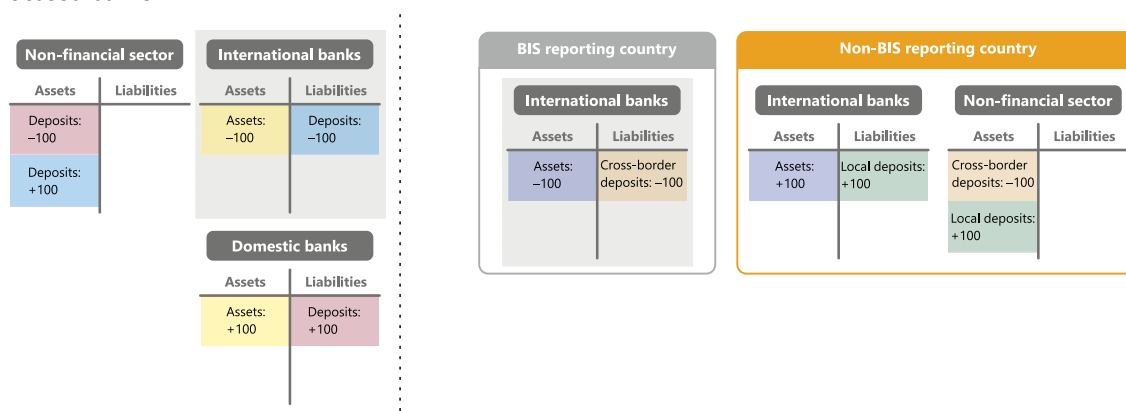 Non-financial sector
International banks
Assets
Liabilities
Assets
Liabilities
Deposits:
–100
Deposits:
+100
Assets:
–100
Deposits:
–100
Domestic banks
Assets
Liabilities
Assets:
+100
Deposits:
+100
BIS reporting country
International banks
Assets
Liabilities
Assets:
–100
Cross-border
deposits: –100
Non-BIS reporting country
International banks
Non-financial sector
Assets
Liabilities
Assets
Liabilities
Assets:
+100
Local deposits:
+100
Cross-border
deposits: –100
Local deposits:
+100